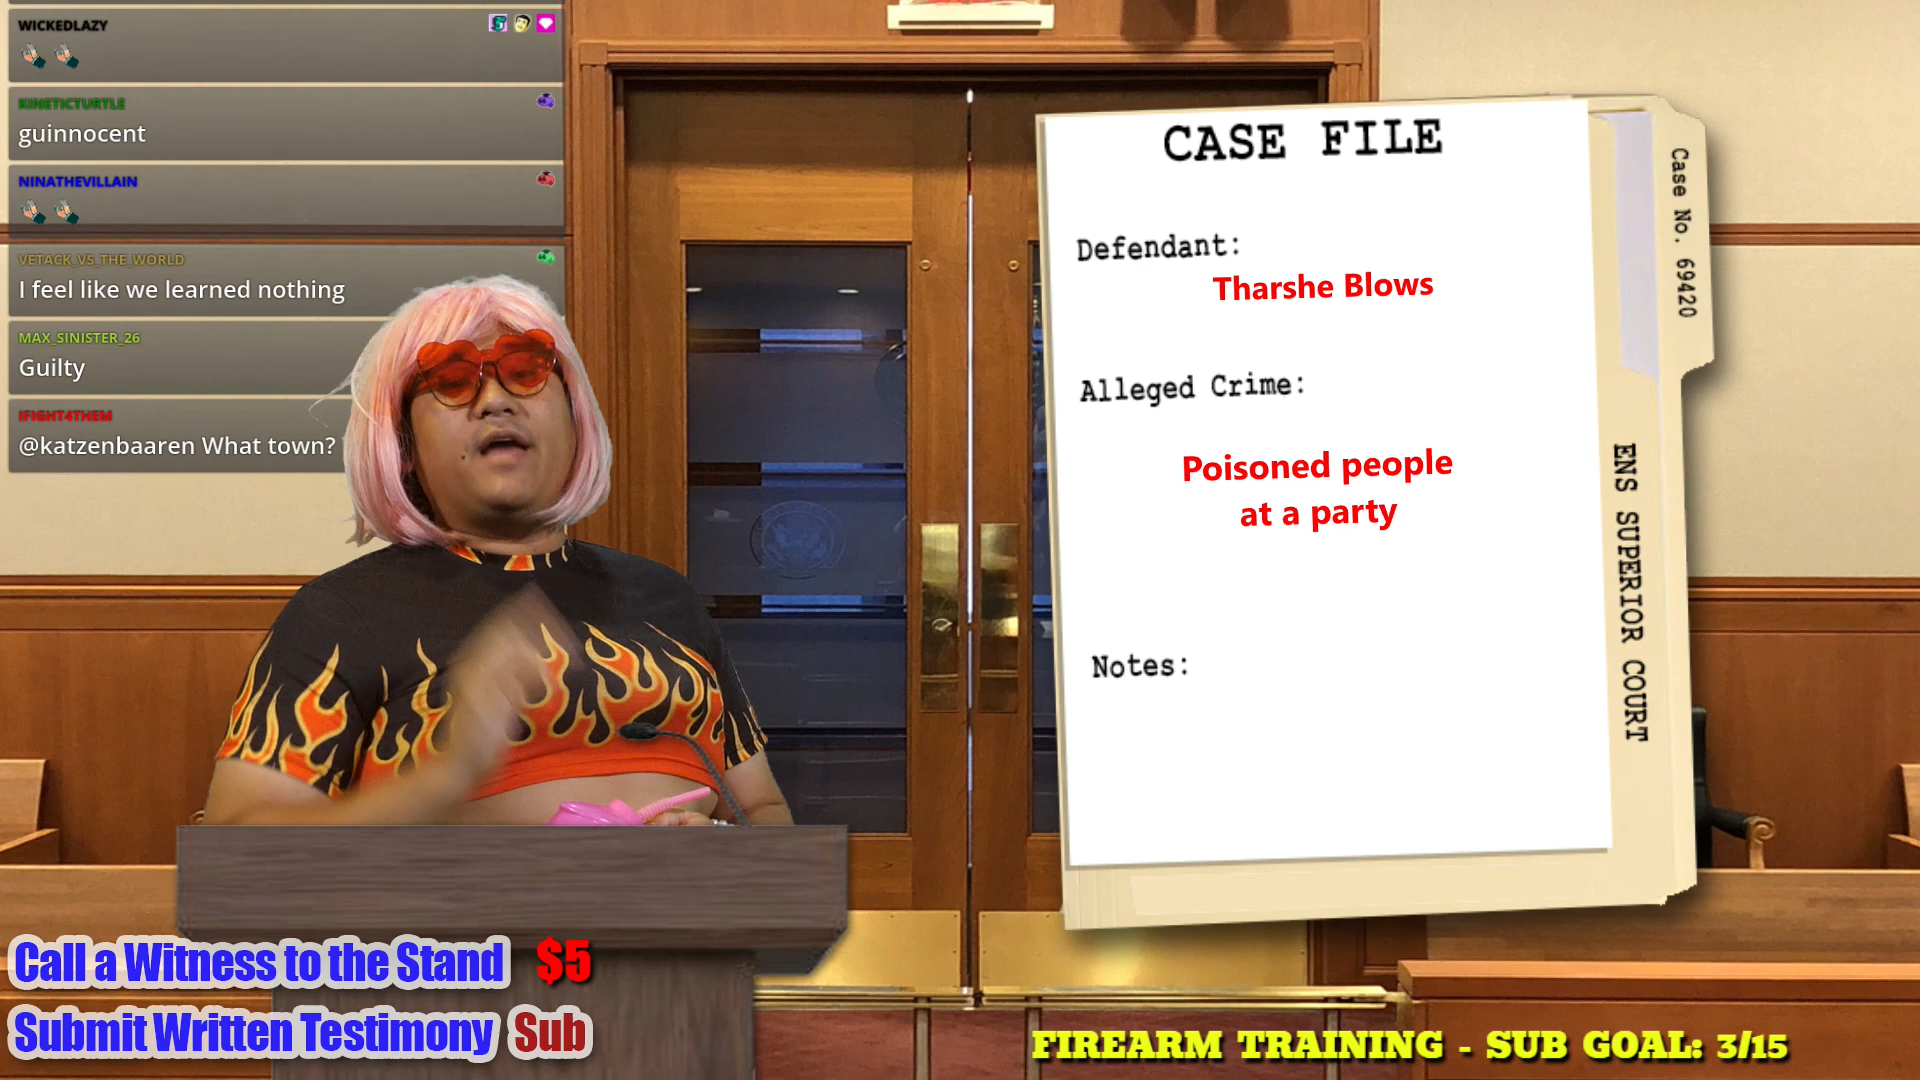 WICKEDLAZY
KINETICTURTLE
guinnocent
NINATHEVILLAIN
VETACK_VS_THE_WORLD
I feel like we learned nothing
MAX_SINISTER_26
Guilty
IFIGHT4THEM
@katzenbaaren What town?
CASE FILE
Defendant:
Tharshe Blows
Alleged Crime:
Poisoned people
at a party
Notes:
Case No. 69420
ENS SUPERIOR COURT
Call a Witness to the Stand $5
Submit Written Testimony Sub
FIREARM TRAINING - SUB GOAL: 3/15